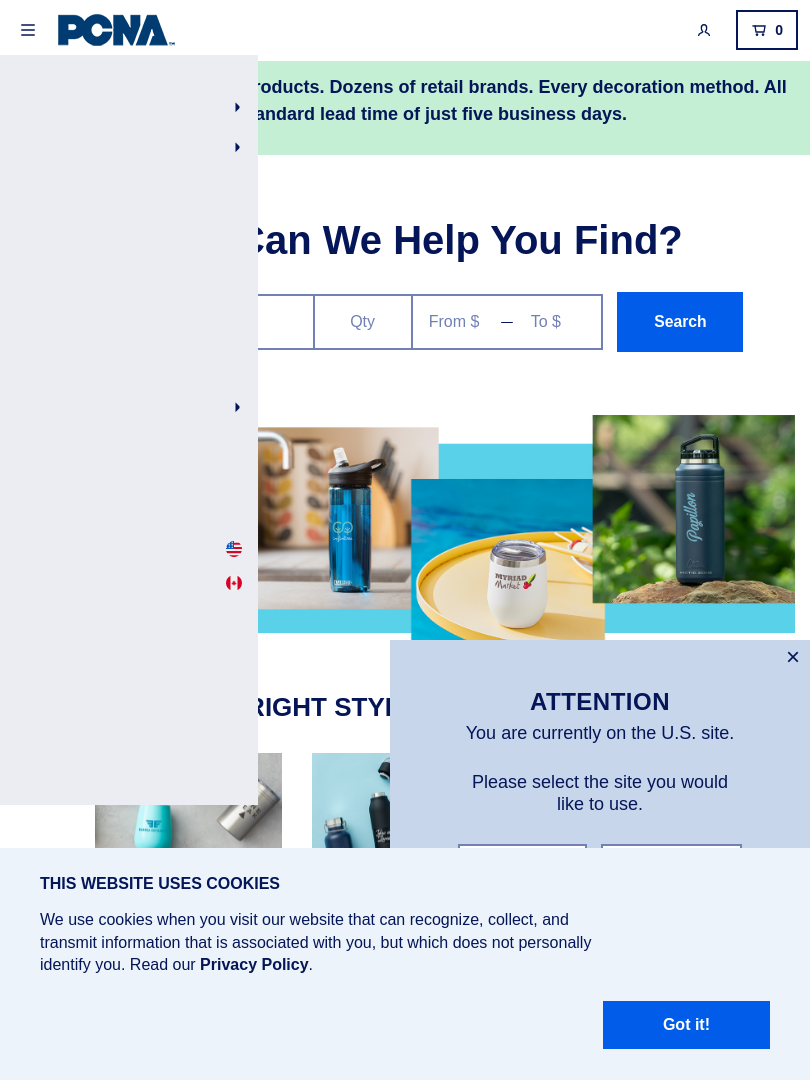 PCNA
0
roducts. Dozens of retail brands. Every decoration method. All
andard lead time of just five business days.
Can We Help You Find?
Qty
From $ — To $
Search
Papillon
MYRIAD
Market
RIGHT STYL
×
ATTENTION
You are currently on the U.S. site.
Please select the site you would
like to use.
THIS WEBSITE USES COOKIES
We use cookies when you visit our website that can recognize, collect, and
transmit information that is associated with you, but which does not personally
identify you. Read our Privacy Policy.
Got it!